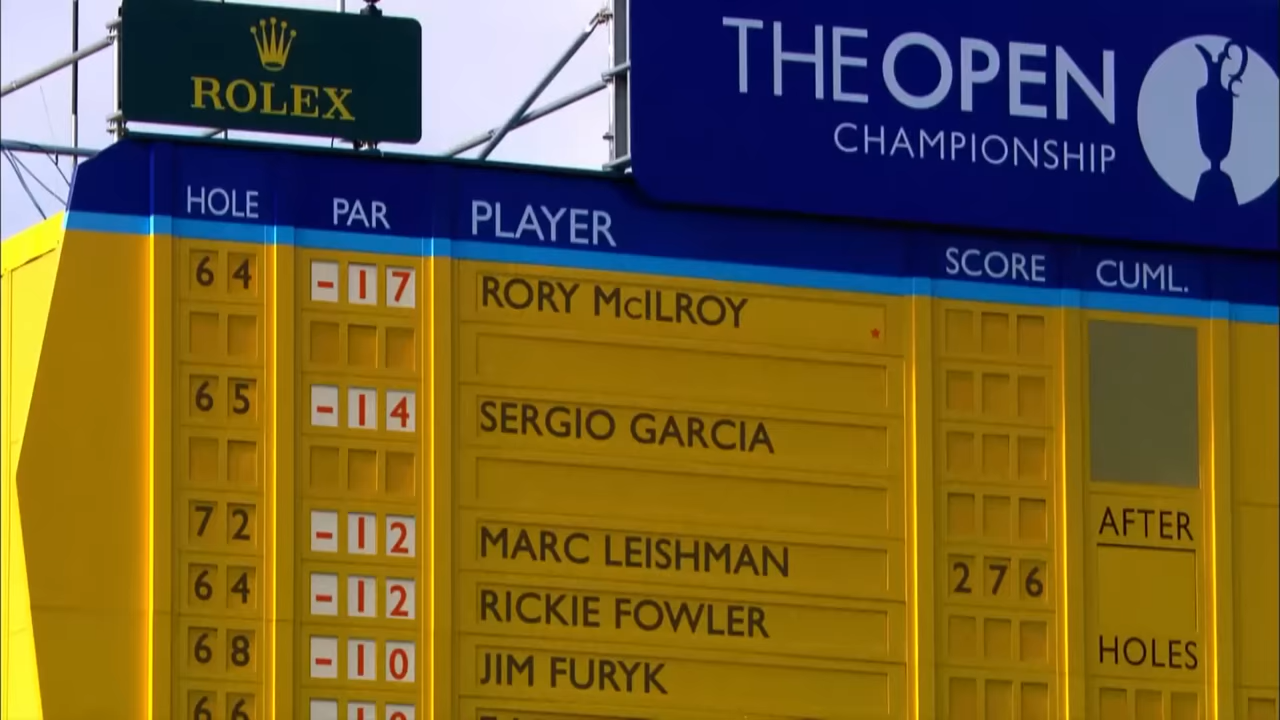 ROLEX
THE OPEN
CHAMPIONSHIP
HOLE PAR PLAYER SCORE CUML.
64 -17 RORY McILROY
65 -14 SERGIO GARCIA
72 -12 MARC LEISHMAN 276
64 -12 RICKIE FOWLER
68 -10 JIM FURYK
AFTER
HOLES